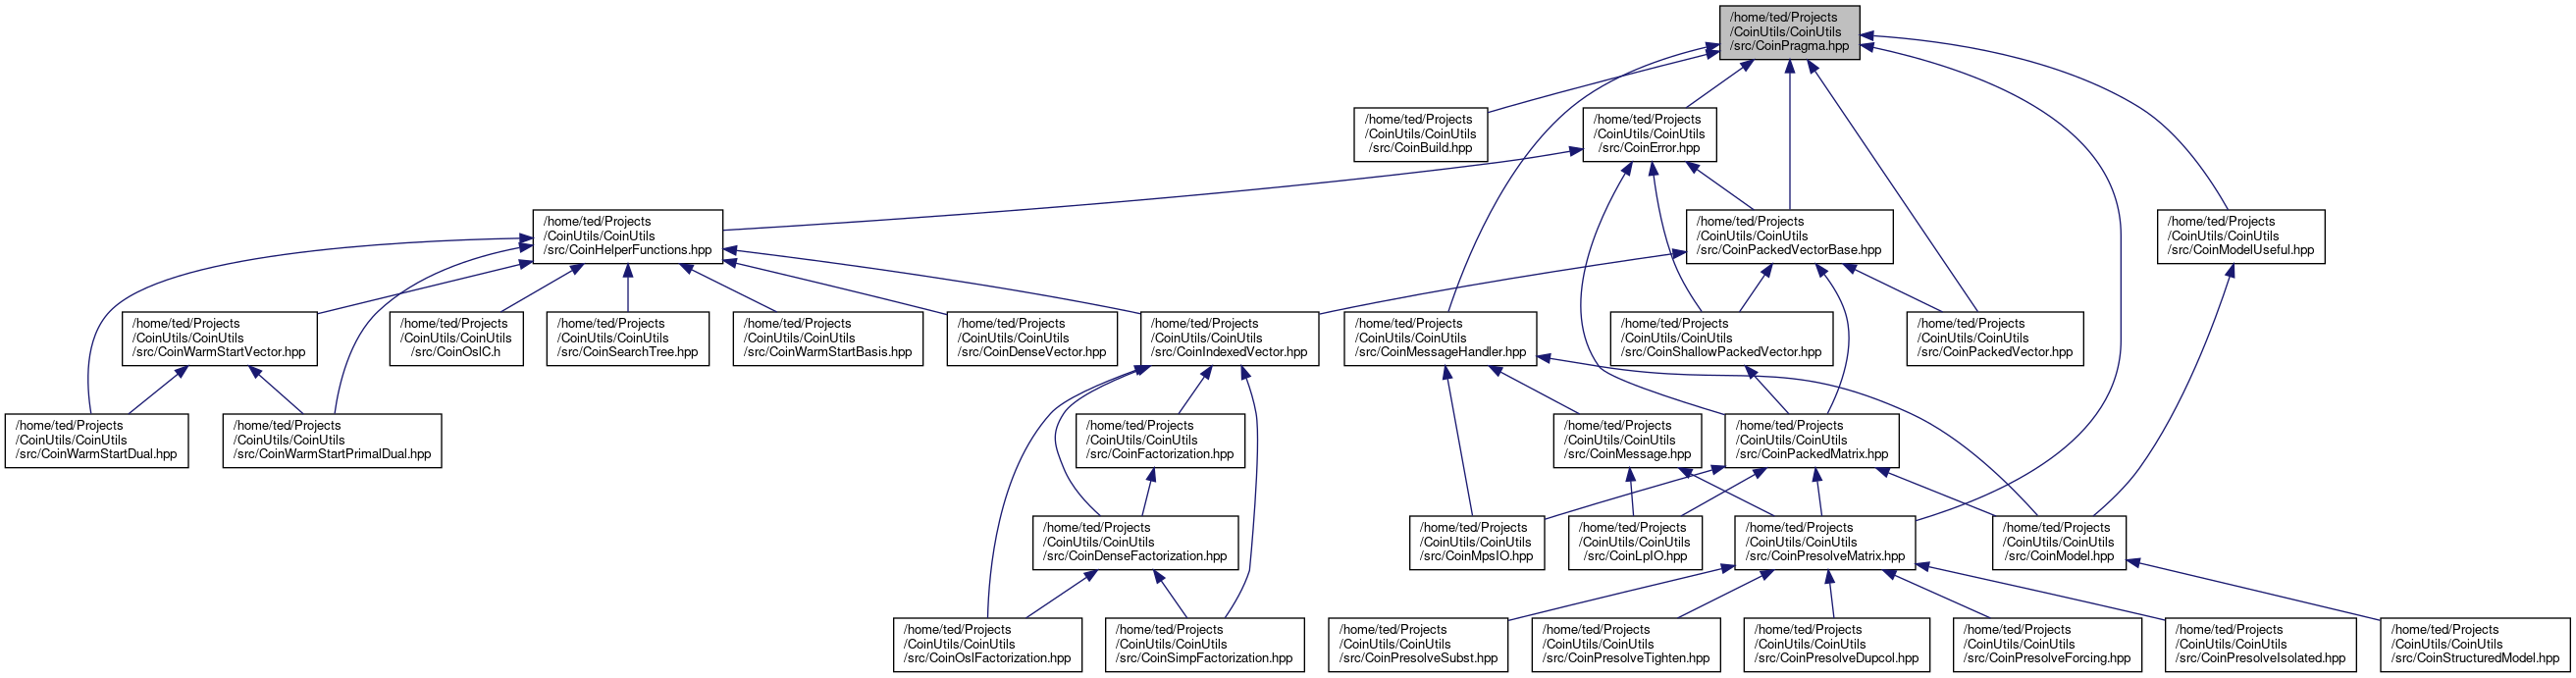 /home/ted/Projects
/CoinUtils/CoinUtils
/src/CoinPragma.hpp
/home/ted/Projects
/CoinUtils/CoinUtils
/src/CoinBuild.hpp
/home/ted/Projects
/CoinUtils/CoinUtils
/src/CoinError.hpp
/home/ted/Projects
/CoinUtils/CoinUtils
/src/CoinHelperFunctions.hpp
/home/ted/Projects
/CoinUtils/CoinUtils
/src/CoinPackedVectorBase.hpp
/home/ted/Projects
/CoinUtils/CoinUtils
/src/CoinModelUseful.hpp
/home/ted/Projects
/CoinUtils/CoinUtils
/src/CoinWarmStartVector.hpp
/home/ted/Projects
/CoinUtils/CoinUtils
/src/CoinOslC.h
/home/ted/Projects
/CoinUtils/CoinUtils
/src/CoinSearchTree.hpp
/home/ted/Projects
/CoinUtils/CoinUtils
/src/CoinWarmStartBasis.hpp
/home/ted/Projects
/CoinUtils/CoinUtils
/src/CoinDenseVector.hpp
/home/ted/Projects
/CoinUtils/CoinUtils
/src/CoinIndexedVector.hpp
/home/ted/Projects
/CoinUtils/CoinUtils
/src/CoinMessageHandler.hpp
/home/ted/Projects
/CoinUtils/CoinUtils
/src/CoinShallowPackedVector.hpp
/home/ted/Projects
/CoinUtils/CoinUtils
/src/CoinPackedVector.hpp
/home/ted/Projects
/CoinUtils/CoinUtils
/src/CoinWarmStartDual.hpp
/home/ted/Projects
/CoinUtils/CoinUtils
/src/CoinWarmStartPrimalDual.hpp
/home/ted/Projects
/CoinUtils/CoinUtils
/src/CoinFactorization.hpp
/home/ted/Projects
/CoinUtils/CoinUtils
/src/CoinMessage.hpp
/home/ted/Projects
/CoinUtils/CoinUtils
/src/CoinPackedMatrix.hpp
/home/ted/Projects
/CoinUtils/CoinUtils
/src/CoinDenseFactorization.hpp
/home/ted/Projects
/CoinUtils/CoinUtils
/src/CoinMpsIO.hpp
/home/ted/Projects
/CoinUtils/CoinUtils
/src/CoinLpIO.hpp
/home/ted/Projects
/CoinUtils/CoinUtils
/src/CoinPresolveMatrix.hpp
/home/ted/Projects
/CoinUtils/CoinUtils
/src/CoinModel.hpp
/home/ted/Projects
/CoinUtils/CoinUtils
/src/CoinOslFactorization.hpp
/home/ted/Projects
/CoinUtils/CoinUtils
/src/CoinSimpFactorization.hpp
/home/ted/Projects
/CoinUtils/CoinUtils
/src/CoinPresolveSubst.hpp
/home/ted/Projects
/CoinUtils/CoinUtils
/src/CoinPresolveTighten.hpp
/home/ted/Projects
/CoinUtils/CoinUtils
/src/CoinPresolveDupcol.hpp
/home/ted/Projects
/CoinUtils/CoinUtils
/src/CoinPresolveForcing.hpp
/home/ted/Projects
/CoinUtils/CoinUtils
/src/CoinPresolveIsolated.hpp
/home/ted/Projects
/CoinUtils/CoinUtils
/src/CoinStructuredModel.hpp